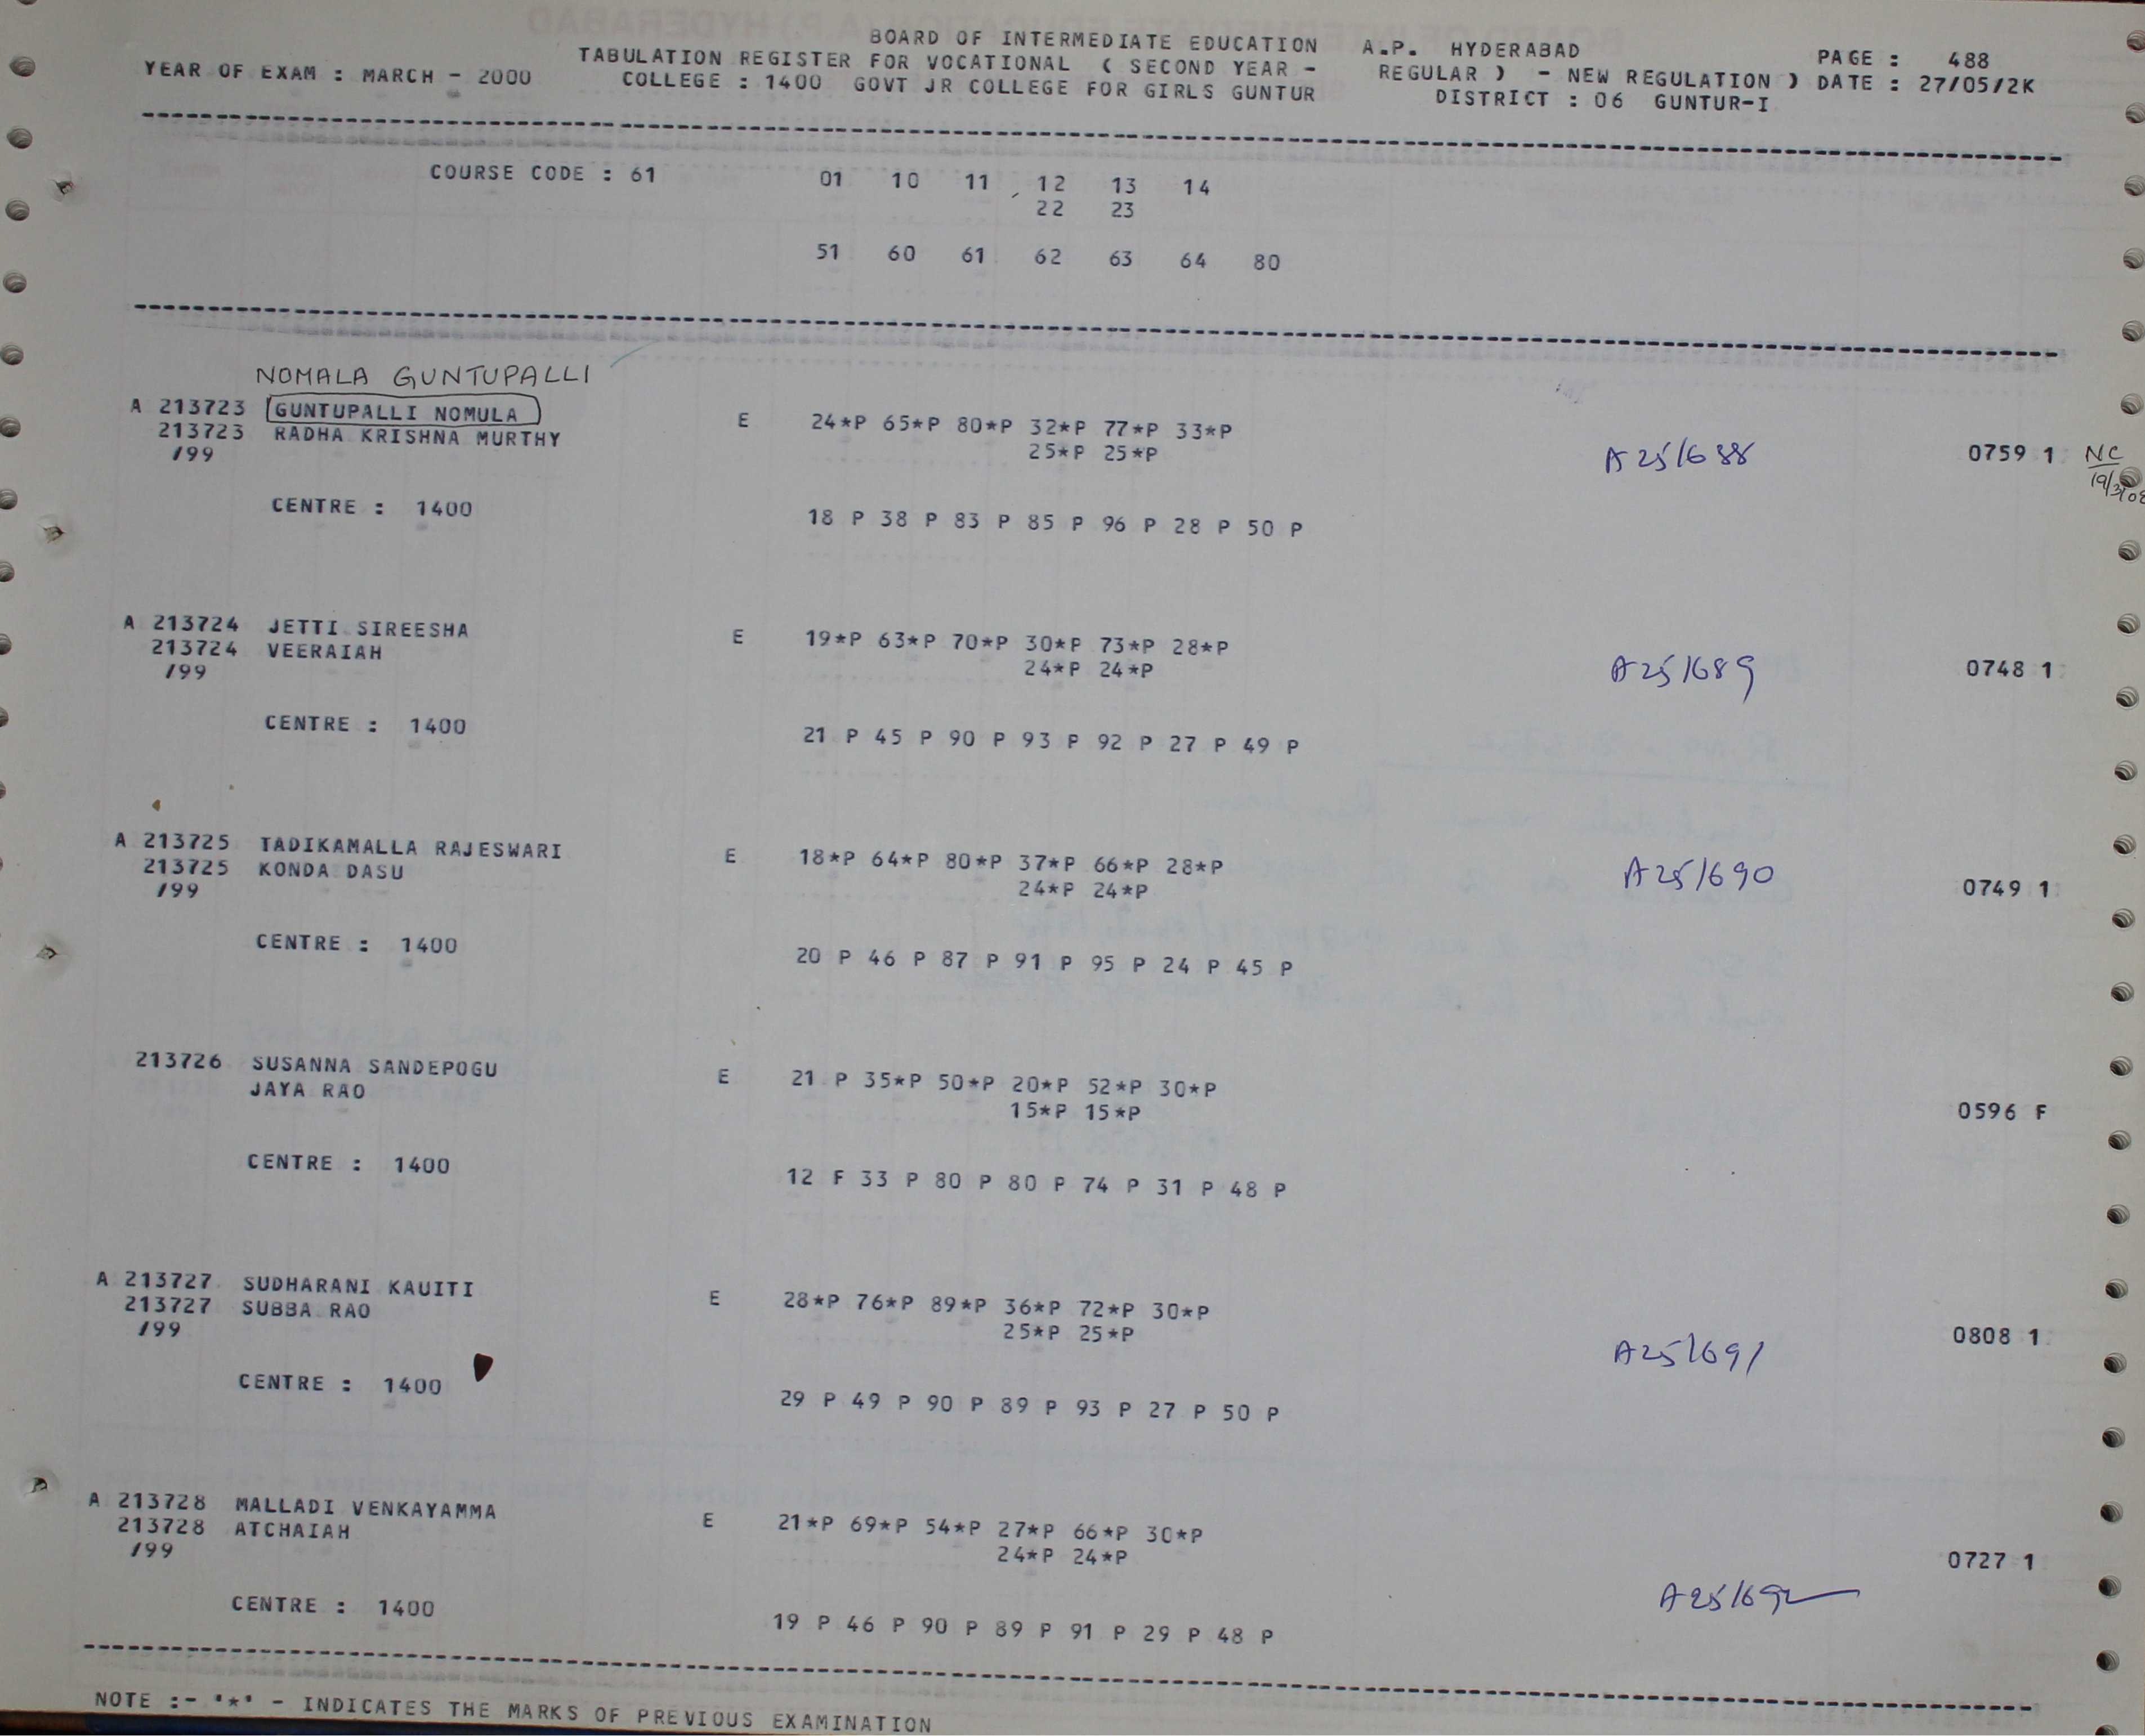 BOARD OF INTERMEDIATE EDUCATION A.P. HYDERABAD
TABULATION REGISTER FOR VOCATIONAL ( SECOND YEAR - REGULAR ) - NEW REGULATION ) PAGE : 488
YEAR OF EXAM : MARCH - 2000 COLLEGE : 1400 GOVT JR COLLEGE FOR GIRLS GUNTUR DISTRICT : 06 GUNTUR-I DATE : 27/05/2K
COURSE CODE : 61 01 10 11 12 13 14
22 23
51 60 61 62 63 64 80
NOMALA GUNTUPALLI
A 213723 GUNTUPALLI NOMULA E 24*P 65*P 80*P 32*P 77*P 33*P
213723 RADHA KRISHNA MURTHY 25*P 25*P A251688 0759 1 NC
/99
CENTRE : 1400 18 P 38 P 83 P 85 P 96 P 28 P 50 P
A 213724 JETTI SIREESHA E 19*P 63*P 70*P 30*P 73*P 28*P
213724 VEERAIAH 24*P 24*P A251689 0748 1
/99
CENTRE : 1400 21 P 45 P 90 P 93 P 92 P 27 P 49 P
A 213725 TADIKAMALLA RAJESWARI E 18*P 64*P 80*P 37*P 66*P 28*P
213725 KONDA DASU 24*P 24*P A251690 0749 1
/99
CENTRE : 1400 20 P 46 P 87 P 91 P 95 P 24 P 45 P
213726 SUSANNA SANDEPOGU E 21 P 35*P 50*P 20*P 52*P 30*P
JAYA RAO 15*P 15*P 0596 F
CENTRE : 1400 12 F 33 P 80 P 80 P 74 P 31 P 48 P
A 213727 SUDHARANI KAUITI E 28*P 76*P 89*P 36*P 72*P 30*P
213727 SUBBA RAO 25*P 25*P A251691 0808 1
/99
CENTRE : 1400 29 P 49 P 90 P 89 P 93 P 27 P 50 P
A 213728 MALLADI VENKAYAMMA E 21*P 69*P 54*P 27*P 66*P 30*P
213728 ATCHAIAH 24*P 24*P 0727 1
/99
A251692
CENTRE : 1400 19 P 46 P 90 P 89 P 91 P 29 P 48 P
NOTE :- '*' - INDICATES THE MARKS OF PREVIOUS EXAMINATION